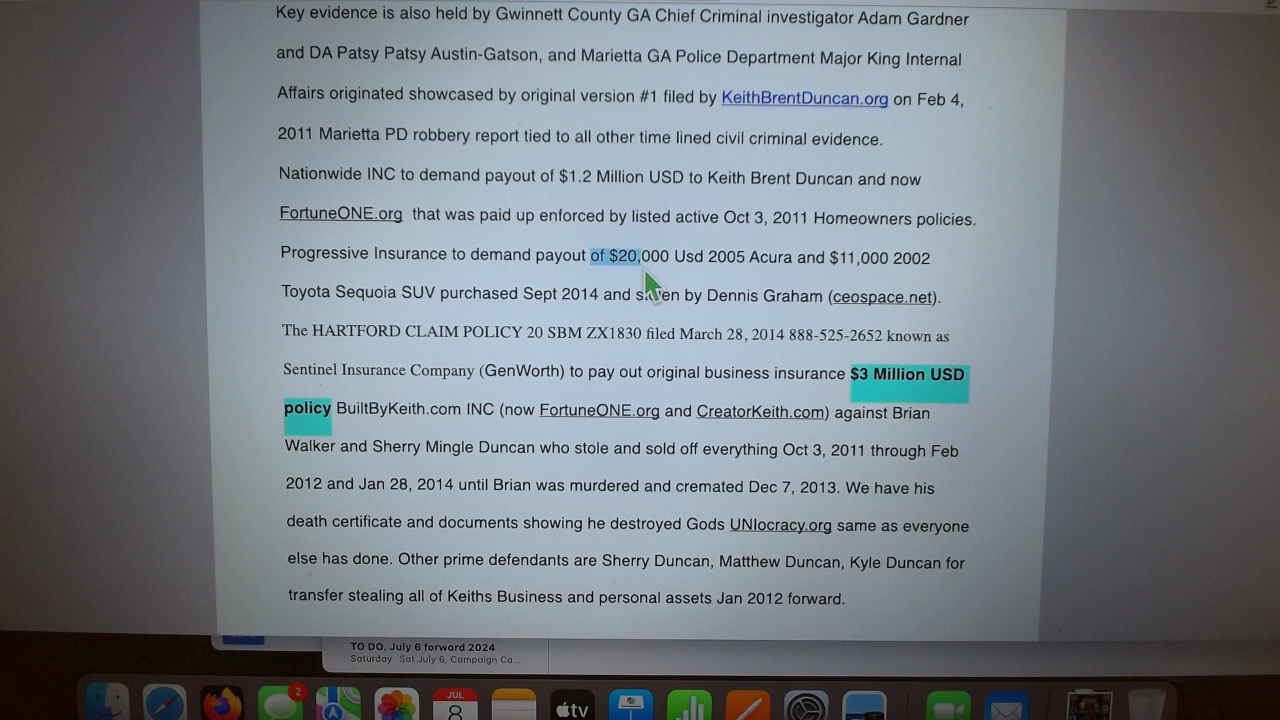 Key evidence is also held by Gwinnett County GA Chief Criminal investigator Adam Gardner
and DA Patsy Patsy Austin-Gatson, and Marietta GA Police Department Major King Internal
Affairs originated showcased by original version #1 filed by KeithBrentDuncan.org on Feb 4,
2011 Marietta PD robbery report tied to all other time lined civil criminal evidence.
Nationwide INC to demand payout of $1.2 Million USD to Keith Brent Duncan and now
FortuneONE.org that was paid up enforced by listed active Oct 3, 2011 Homeowners policies.
Progressive Insurance to demand payout of $20,000 Usd 2005 Acura and $11,000 2002
Toyota Sequoia SUV purchased Sept 2014 and by Dennis Graham (ceospace.net).
The HARTFORD CLAIM POLICY 20 SBM ZX1830 filed March 28, 2014 888-525-2652 known as
Sentinel Insurance Company (GenWorth) to pay out original business insurance $3 Million USD
policy BuiltByKeith.com INC (now FortuneONE.org and CreatorKeith.com) against Brian
Walker and Sherry Mingle Duncan who stole and sold off everything Oct 3, 2011 through Feb
2012 and Jan 28, 2014 until Brian was murdered and cremated Dec 7, 2013. We have his
death certificate and documents showing he destroyed Gods UNIocracy.org same as everyone
else has done. Other prime defendants are Sherry Duncan, Matthew Duncan, Kyle Duncan for
transfer stealing all of Keiths Business and personal assets Jan 2012 forward.
TO DO. July 6 forward 2024
Saturday Sat July 6, Campaign Ca...
2
JUL
8
tv